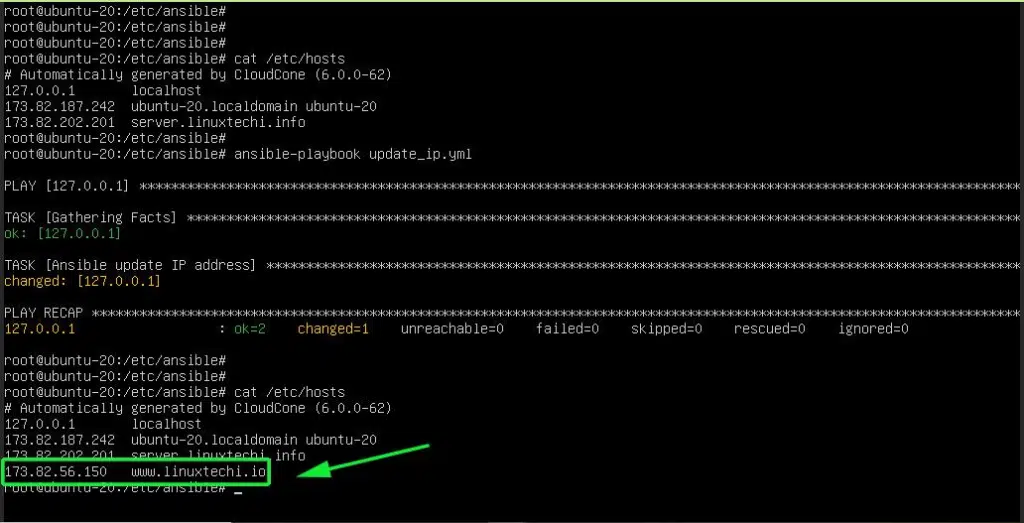 root@ubuntu-20:/etc/ansible#
root@ubuntu-20:/etc/ansible#
root@ubuntu-20:/etc/ansible#
root@ubuntu-20:/etc/ansible# cat /etc/hosts
# Automatically generated by CloudCone (6.0.0-62)
127.0.0.1       localhost
173.82.187.242  ubuntu-20.localdomain ubuntu-20
173.82.202.201  server.linuxtechi.info
root@ubuntu-20:/etc/ansible#
root@ubuntu-20:/etc/ansible# ansible-playbook update_ip.yml
PLAY [127.0.0.1] ****************************************************************************************************************
TASK [Gathering Facts] **********************************************************************************************************
ok: [127.0.0.1]
TASK [Ansible update IP address] ************************************************************************************************
changed: [127.0.0.1]
PLAY RECAP **********************************************************************************************************************
127.0.0.1                  : ok=2    changed=1    unreachable=0    failed=0    skipped=0    rescued=0    ignored=0
root@ubuntu-20:/etc/ansible#
root@ubuntu-20:/etc/ansible#
root@ubuntu-20:/etc/ansible# cat /etc/hosts
# Automatically generated by CloudCone (6.0.0-62)
127.0.0.1       localhost
173.82.187.242  ubuntu-20.localdomain ubuntu-20
173.82.202.201  server.linuxtechi.info
173.82.56.150   www.linuxtechi.io
root@ubuntu-20:/etc/ansible# _